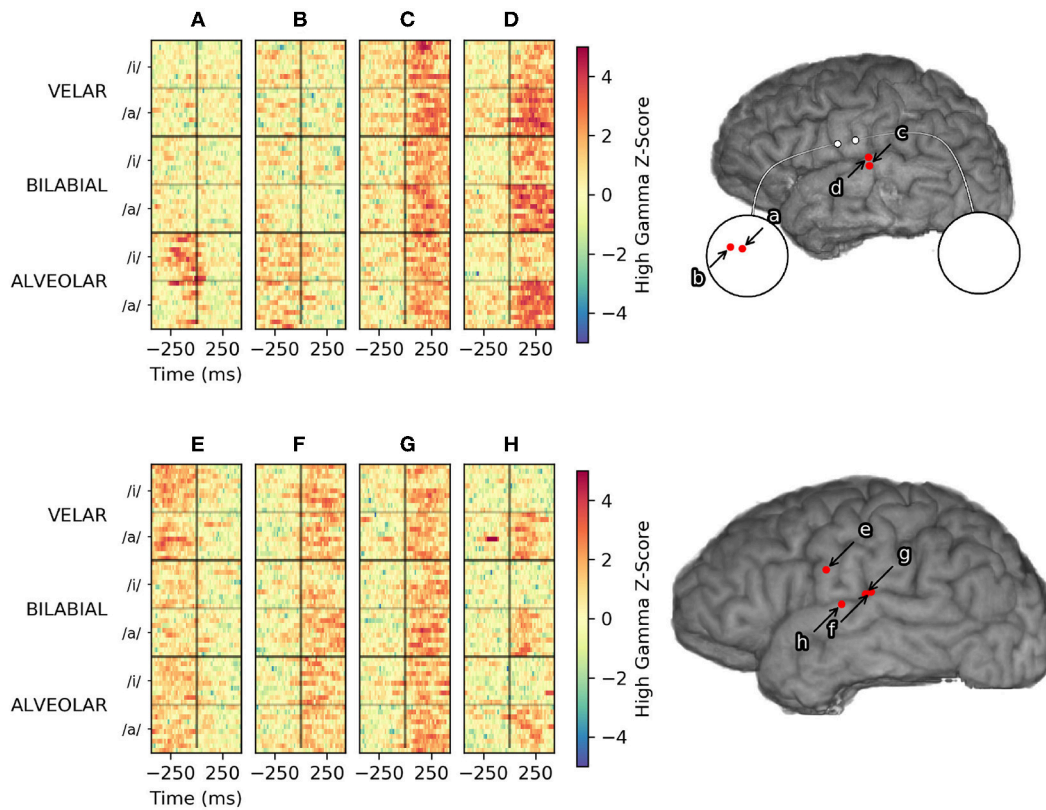 A B C D
VELAR /i/
/a/
BILABIAL /i/
/a/
ALVEOLAR /i/
/a/
−250 250 −250 250 −250 250 −250 250
Time (ms)
4
2
0
−2
−4
High Gamma Z-Score
c
d
a
b
E F G H
VELAR /i/
/a/
BILABIAL /i/
/a/
ALVEOLAR /i/
/a/
−250 250 −250 250 −250 250 −250 250
Time (ms)
4
2
0
−2
−4
High Gamma Z-Score
e
g
h f